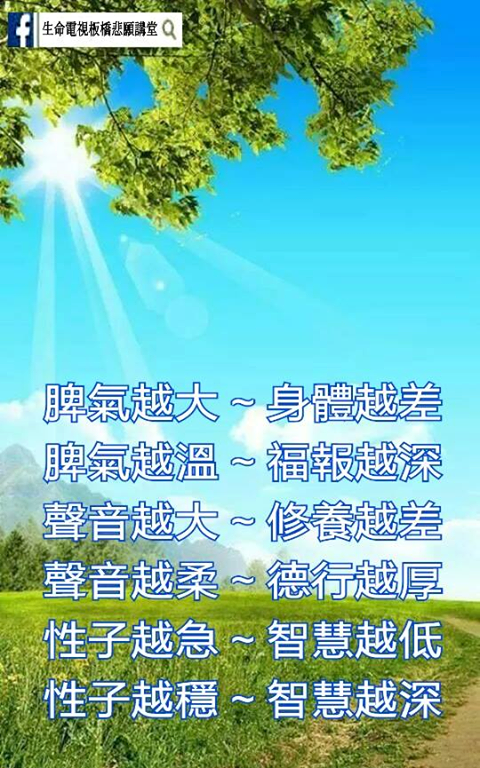 生命電視板橋悲願講堂
脾氣越大 ~ 身體越差
脾氣越溫 ~ 福報越深
聲音越大 ~ 修養越差
聲音越柔 ~ 德行越厚
性子越急 ~ 智慧越低
性子越穩 ~ 智慧越深